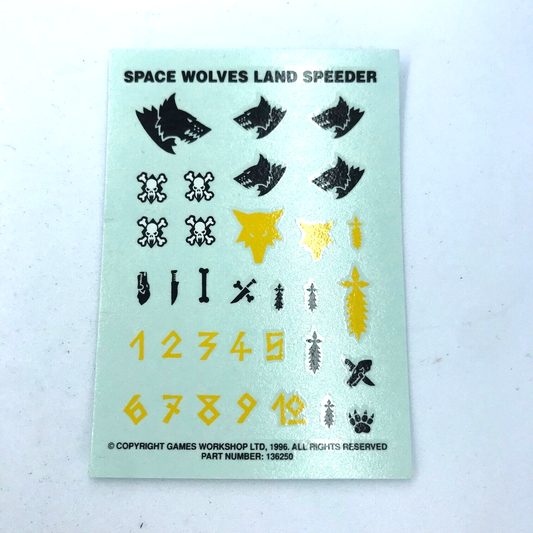 SPACE WOLVES LAND SPEEDER
1 2 3 4 5
6 7 8 9 10
© COPYRIGHT GAMES WORKSHOP LTD, 1996. ALL RIGHTS RESERVED
PART NUMBER: 136250